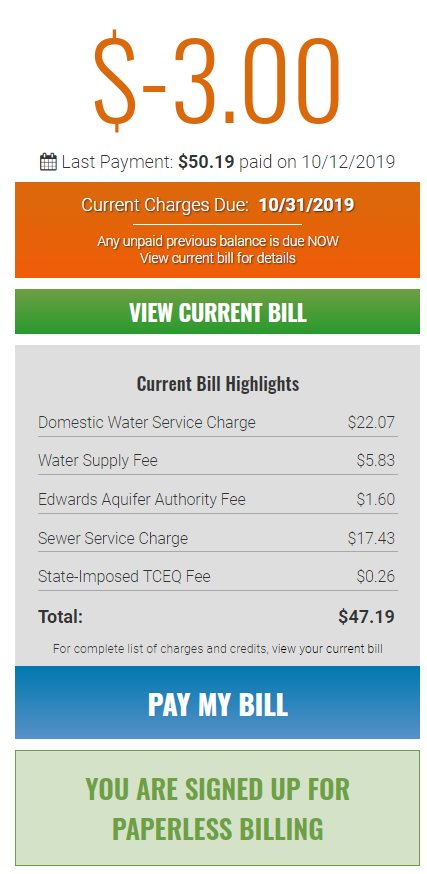 $-3.00
Last Payment: $50.19 paid on 10/12/2019
Current Charges Due: 10/31/2019
Any unpaid previous balance is due NOW
View current bill for details
VIEW CURRENT BILL
Current Bill Highlights
Domestic Water Service Charge $22.07
Water Supply Fee $5.83
Edwards Aquifer Authority Fee $1.60
Sewer Service Charge $17.43
State-Imposed TCEQ Fee $0.26
Total: $47.19
For complete list of charges and credits, view your current bill
PAY MY BILL
YOU ARE SIGNED UP FOR
PAPERLESS BILLING